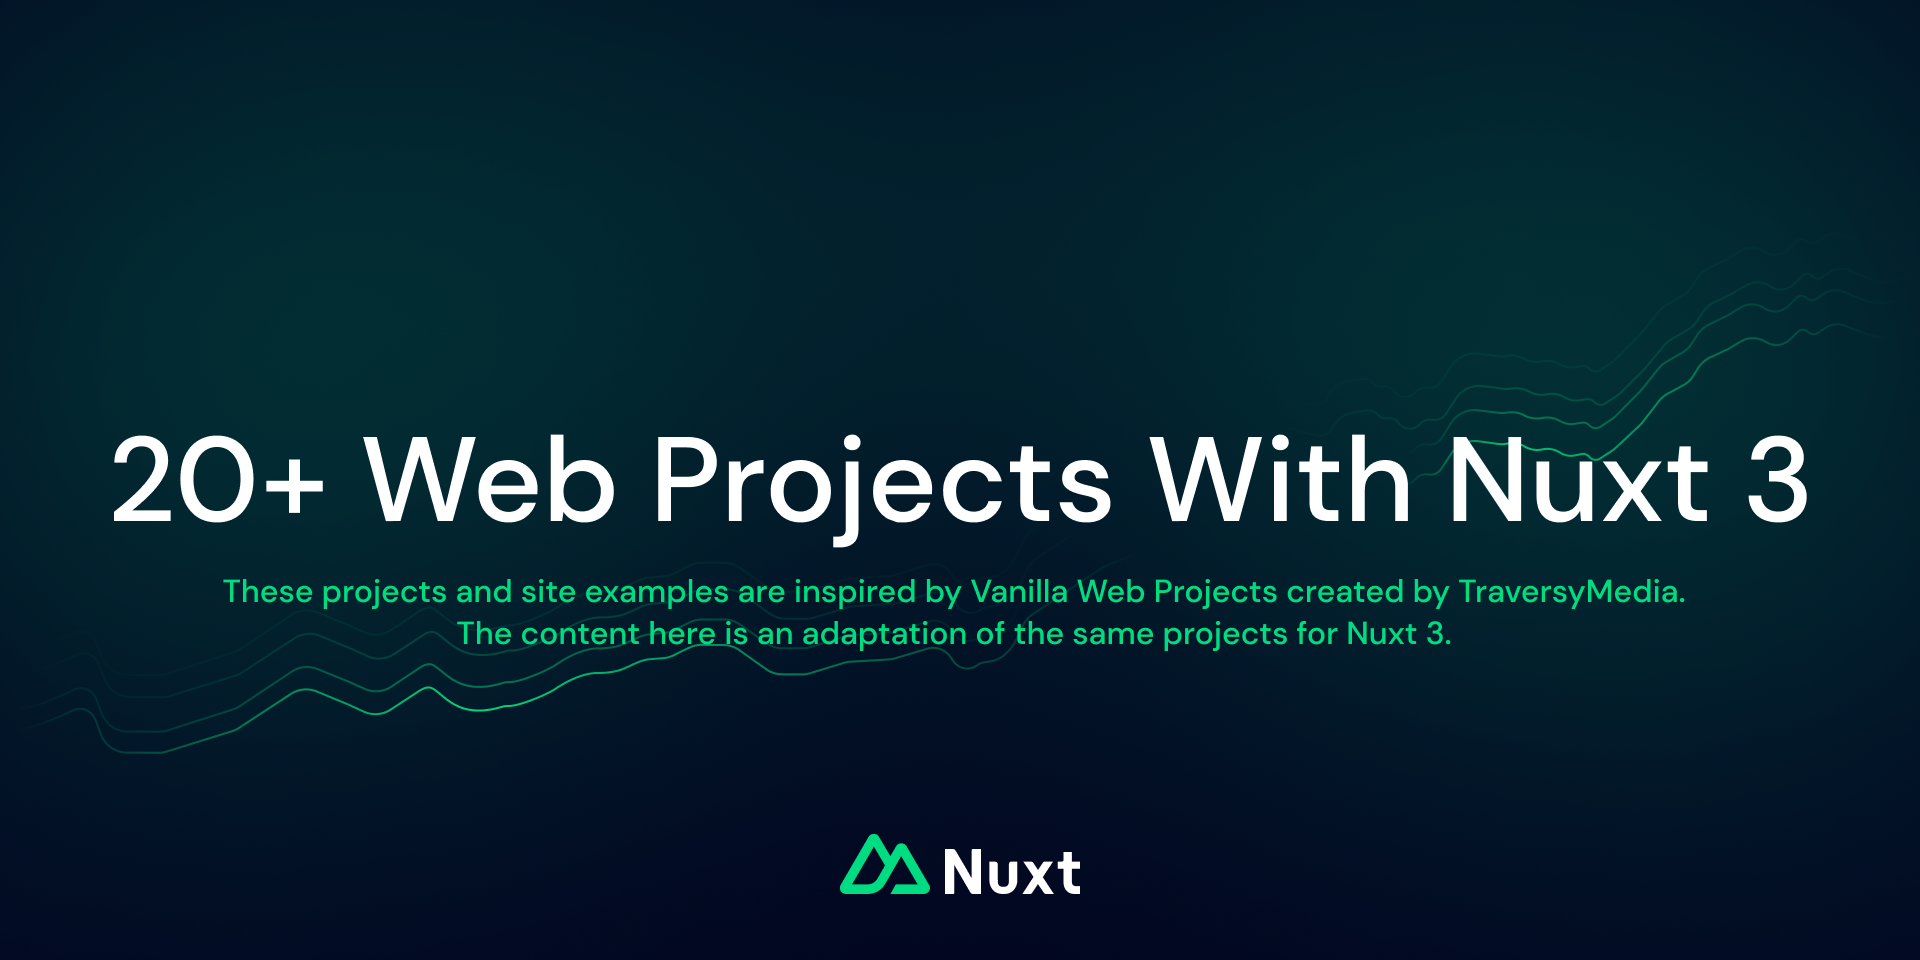 20+ Web Projects With Nuxt 3
These projects and site examples are inspired by Vanilla Web Projects created by TraversyMedia.
The content here is an adaptation of the same projects for Nuxt 3.
Nuxt